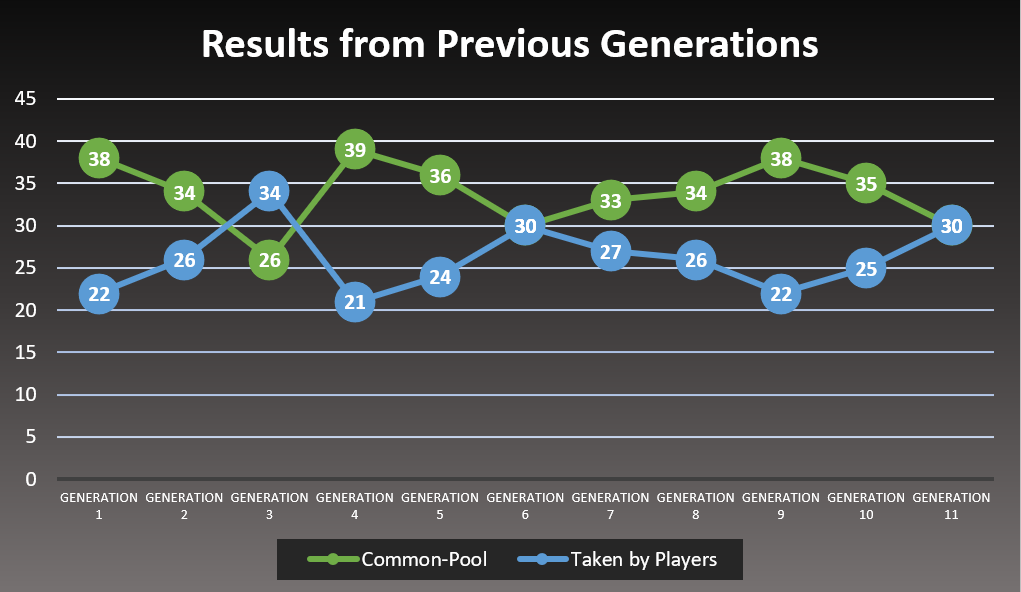 Results from Previous Generations
45
40
35
30
25
20
15
10
5
0
38
34
26
39
36
30
33
34
38
35
30
22
26
34
21
24
27
26
22
25
GENERATION 1
GENERATION 2
GENERATION 3
GENERATION 4
GENERATION 5
GENERATION 6
GENERATION 7
GENERATION 8
GENERATION 9
GENERATION 10
GENERATION 11
Common-Pool
Taken by Players